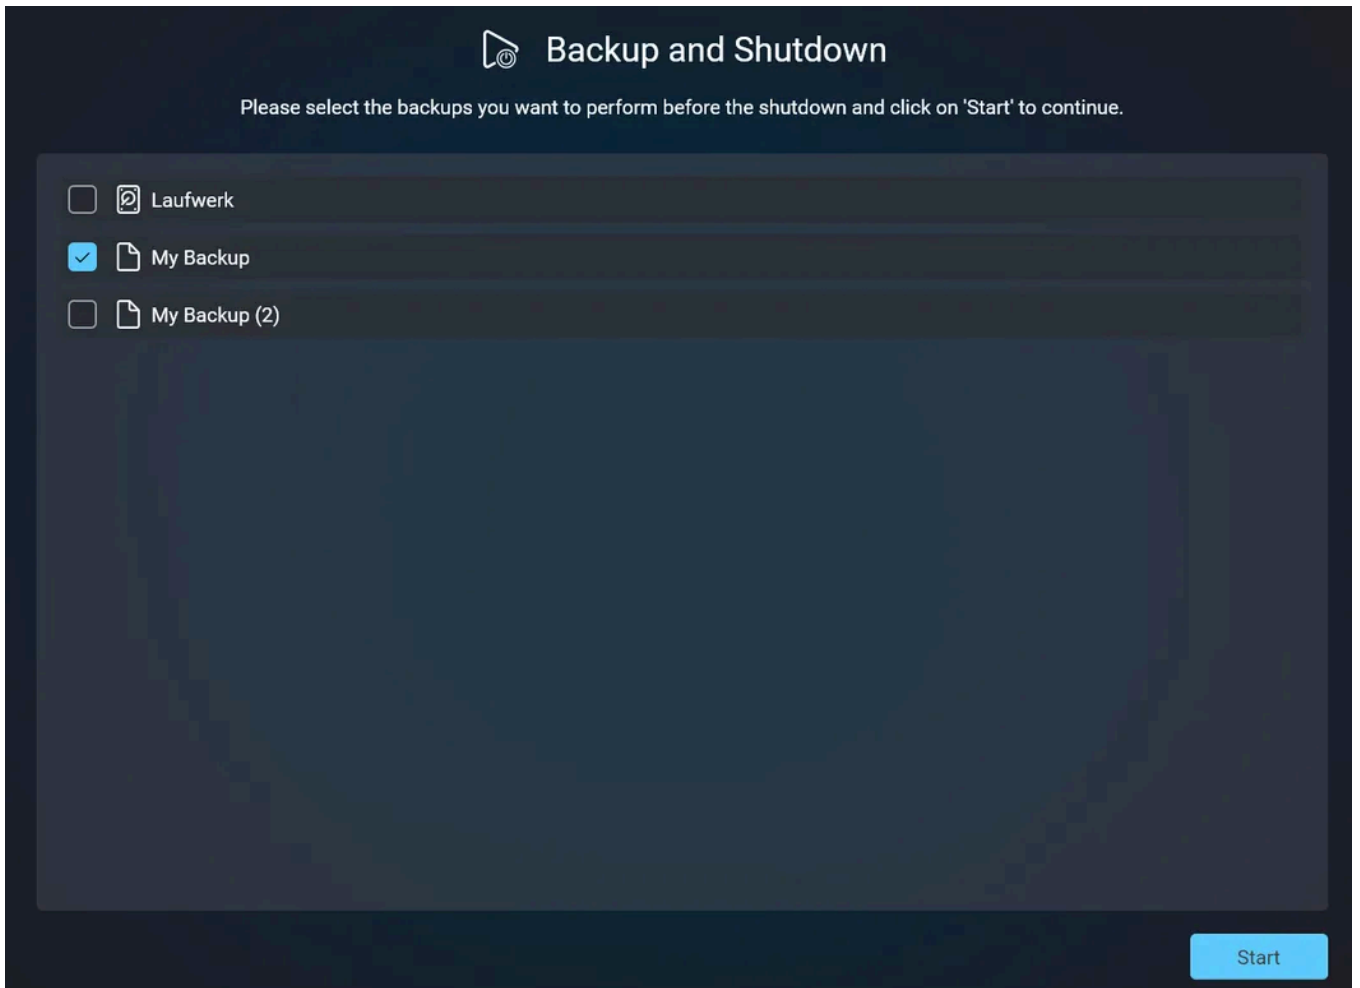 Backup and Shutdown
Please select the backups you want to perform before the shutdown and click on 'Start' to continue.
Laufwerk
My Backup
My Backup (2)
Start